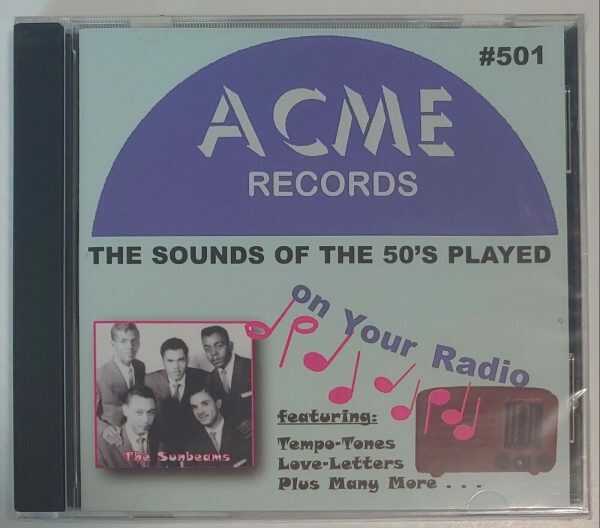 #501
ACME
RECORDS
THE SOUNDS OF THE 50'S PLAYED
on Your Radio
The Sunbeams
featuring:
Tempo-Tones
Love-Letters
Plus Many More . . .